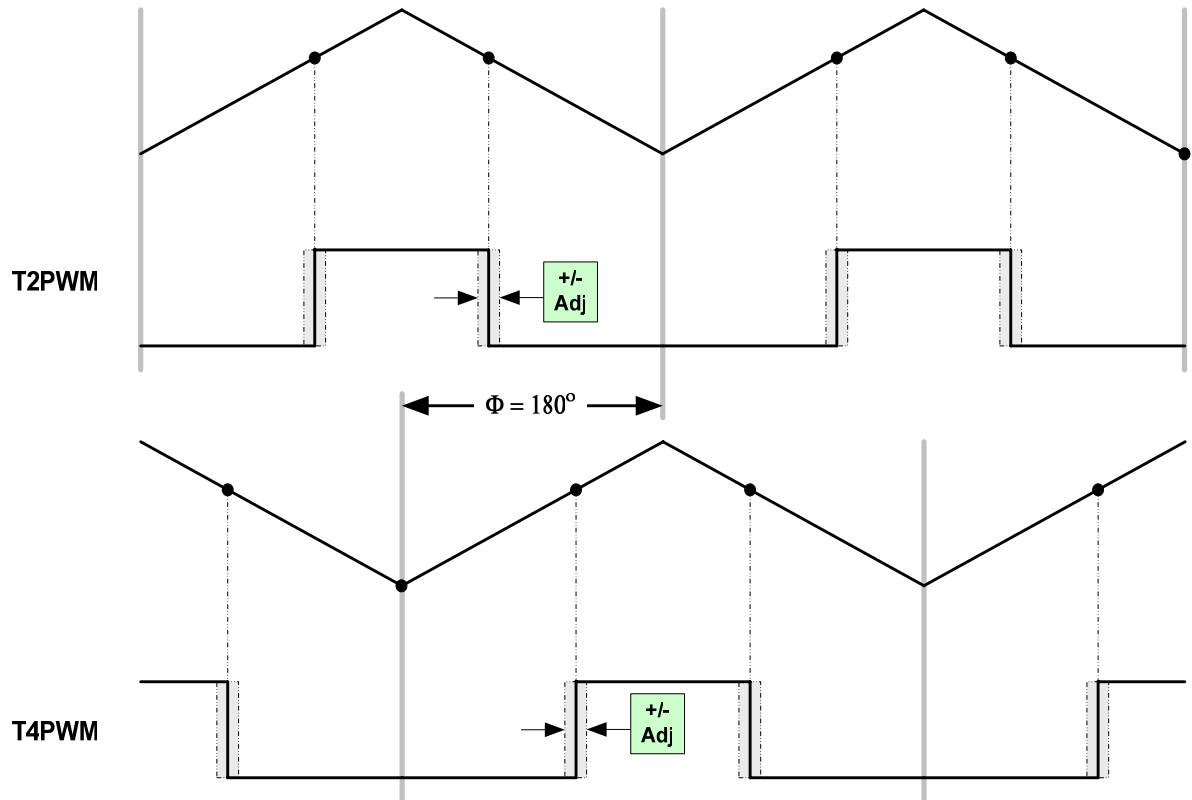 T2PWM
+/-
Adj
Φ = 180°
T4PWM
+/-
Adj